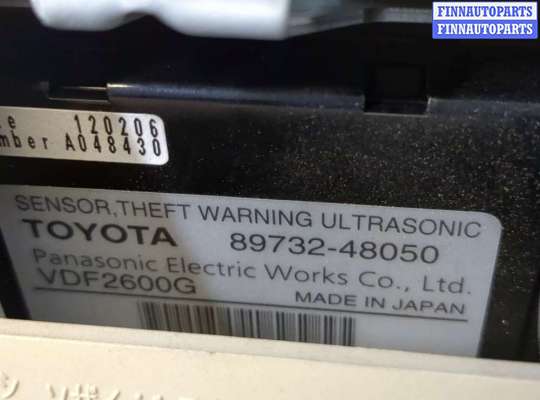 FINNAUTOPARTS
FINNAUTOPARTS
120206
mber A048430
SENSOR,THEFT WARNING ULTRASONIC
TOYOTA 89732-48050
Panasonic Electric Works Co., Ltd.
VDF2600G
MADE IN JAPAN